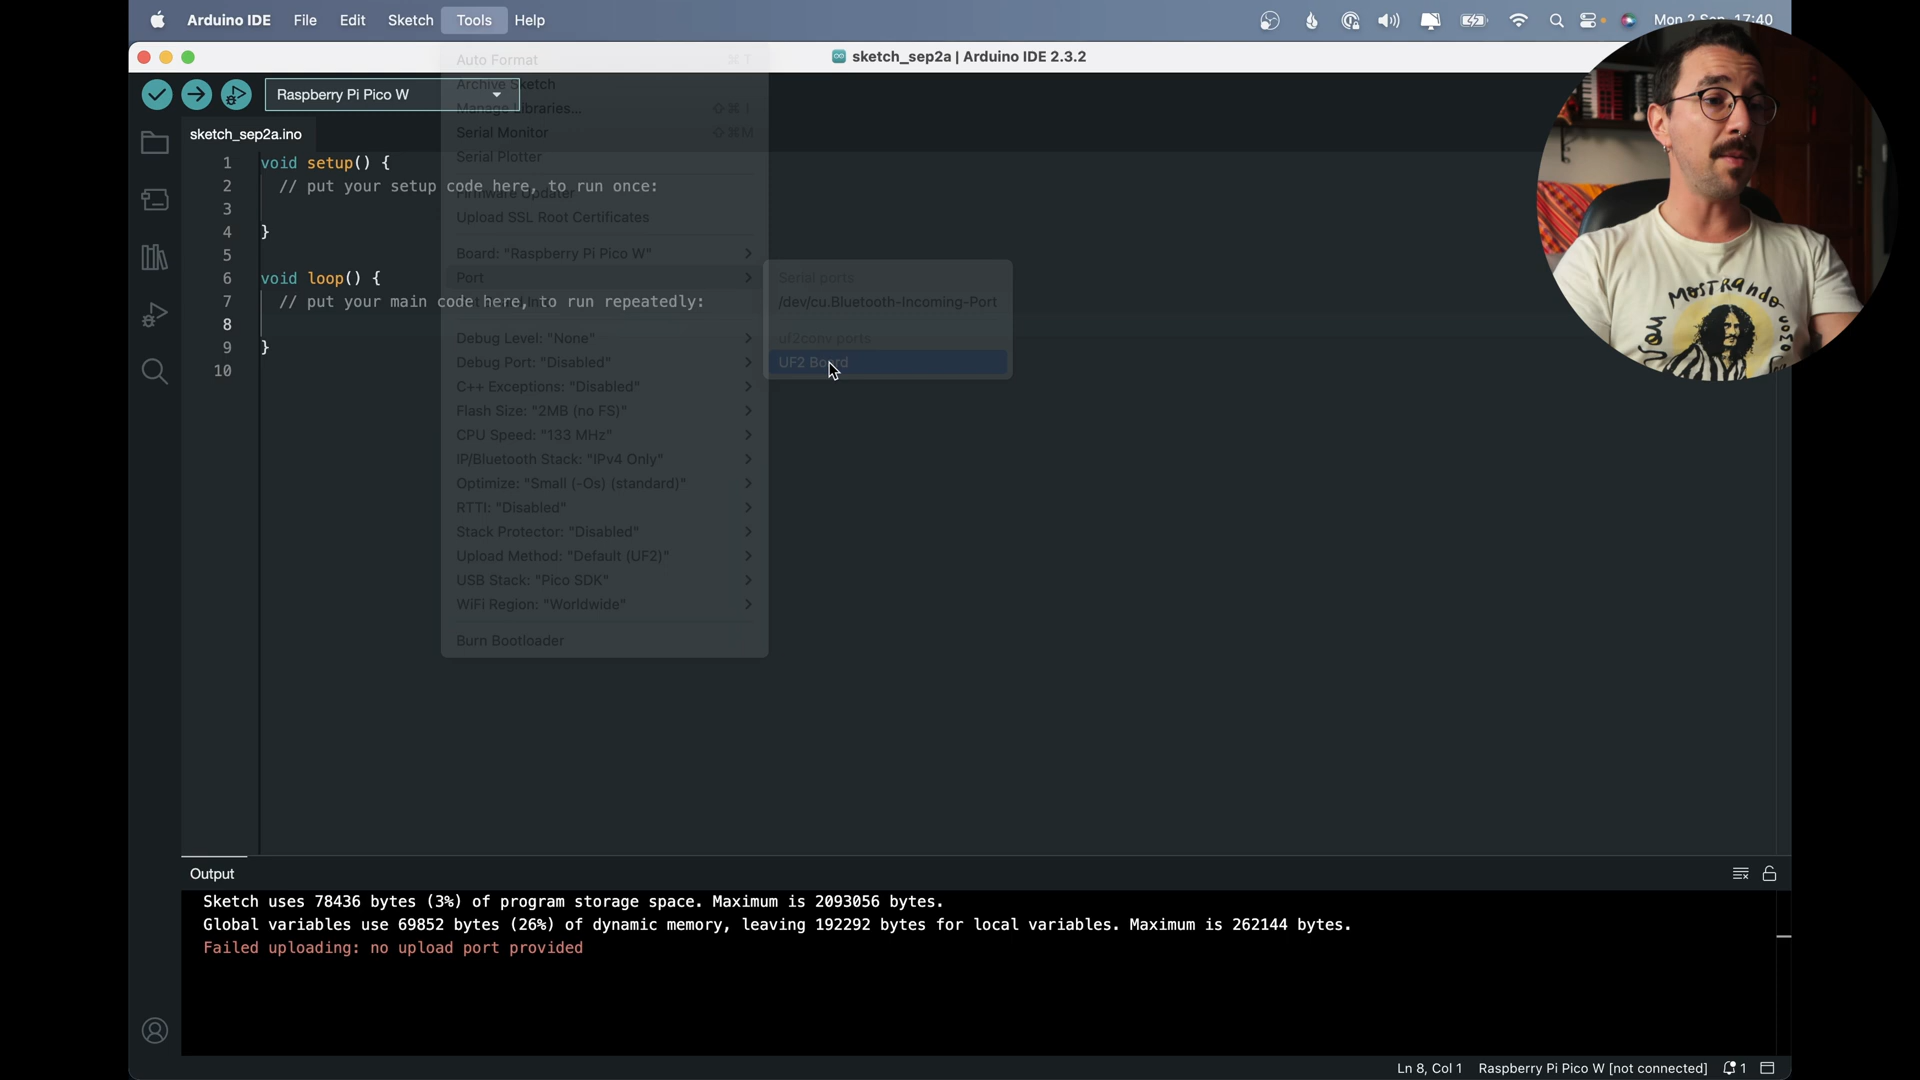 Arduino IDE File Edit Sketch Tools Help
Mon 2 Sep 17:40
sketch_sep2a | Arduino IDE 2.3.2
Raspberry Pi Pico W
sketch_sep2a.ino
1 void setup() {
2 // put your setup code here, to run once:
3
4 }
5
6 void loop() {
7 // put your main code here, to run repeatedly:
8
9 }
10
Auto Format ⌘ T
Archive Sketch
Manage Libraries... ⇧ ⌘ I
Serial Monitor ⇧ ⌘ M
Serial Plotter
Firmware Updater
Upload SSL Root Certificates
Board: "Raspberry Pi Pico W"
Port
Debug Level: "None"
Debug Port: "Disabled"
C++ Exceptions: "Disabled"
Flash Size: "2MB (no FS)"
CPU Speed: "133 MHz"
IP/Bluetooth Stack: "IPv4 Only"
Optimize: "Small (-Os) (standard)"
RTTI: "Disabled"
Stack Protector: "Disabled"
Upload Method: "Default (UF2)"
USB Stack: "Pico SDK"
WiFi Region: "Worldwide"
Burn Bootloader
Serial ports
/dev/cu.Bluetooth-Incoming-Port
uf2conv ports
UF2 Board
MOSTRANDO
COMO
Output
Sketch uses 78436 bytes (3%) of program storage space. Maximum is 2093056 bytes.
Global variables use 69852 bytes (26%) of dynamic memory, leaving 192292 bytes for local variables. Maximum is 262144 bytes.
Failed uploading: no upload port provided
Ln 8, Col 1 Raspberry Pi Pico W [not connected] 1